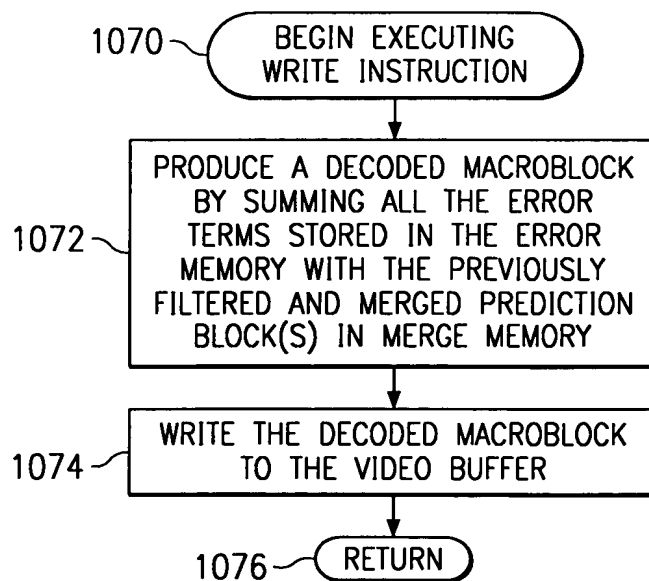 1070
BEGIN EXECUTING
WRITE INSTRUCTION
PRODUCE A DECODED MACROBLOCK
BY SUMMING ALL THE ERROR
TERMS STORED IN THE ERROR
MEMORY WITH THE PREVIOUSLY
FILTERED AND MERGED PREDICTION
BLOCK(S) IN MERGE MEMORY
1072
WRITE THE DECODED MACROBLOCK
TO THE VIDEO BUFFER
1074
RETURN
1076